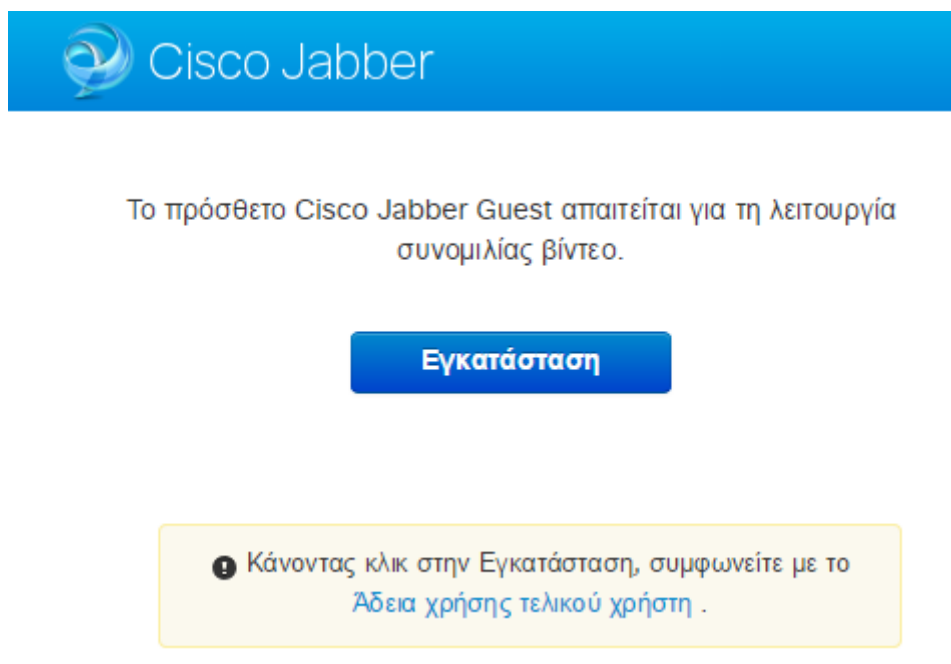 Cisco Jabber
Το πρόσθετο Cisco Jabber Guest απαιτείται για τη λειτουργία
συνομιλίας βίντεο.
Εγκατάσταση
Κάνοντας κλικ στην Εγκατάσταση, συμφωνείτε με το
Άδεια χρήσης τελικού χρήστη .